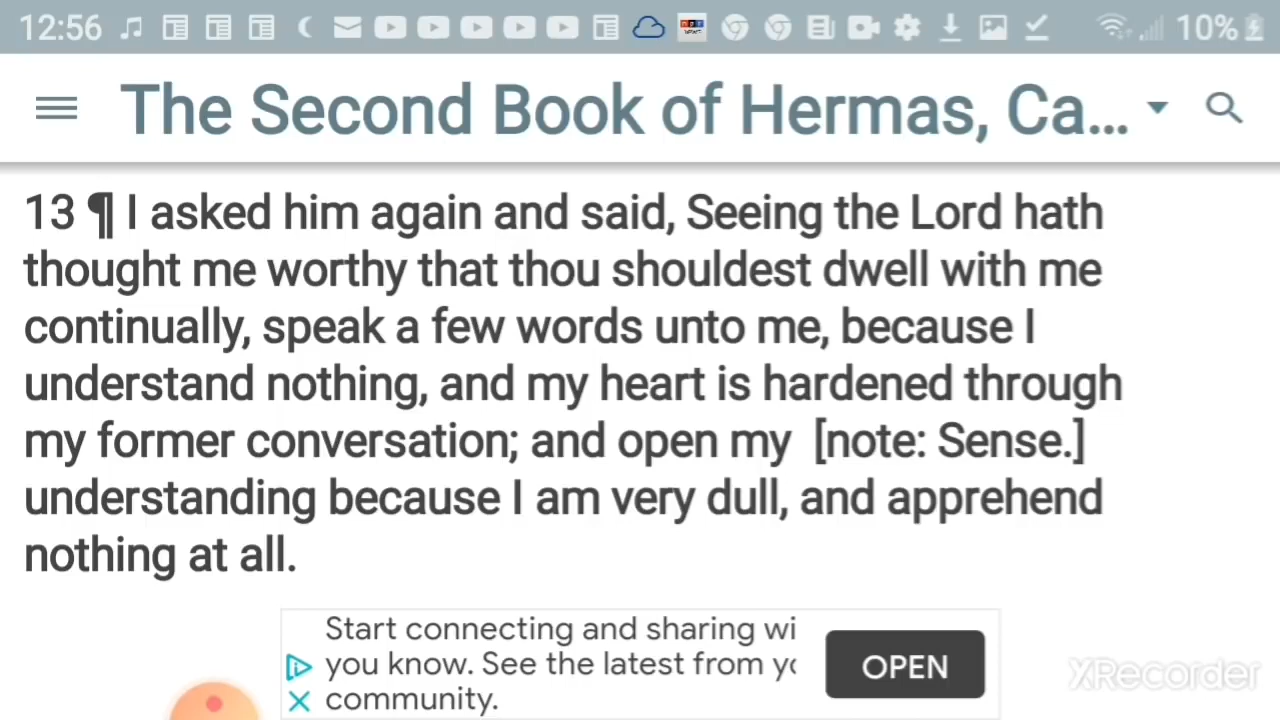 12:56 10%
The Second Book of Hermas, Ca...
13 ¶ I asked him again and said, Seeing the Lord hath
thought me worthy that thou shouldest dwell with me
continually, speak a few words unto me, because I
understand nothing, and my heart is hardened through
my former conversation; and open my [note: Sense.]
understanding because I am very dull, and apprehend
nothing at all.
Start connecting and sharing wi
you know. See the latest from yo
community.
OPEN
XRecorder